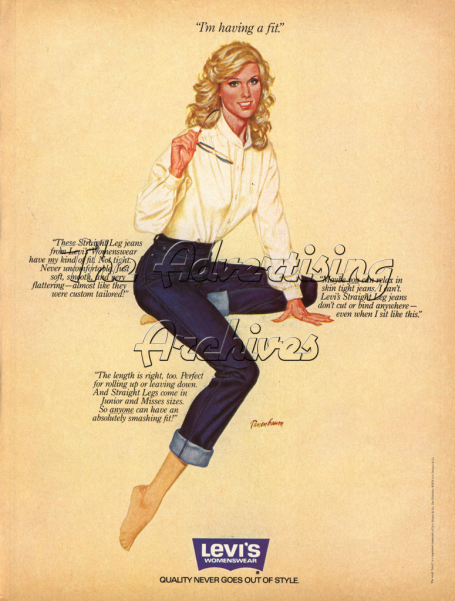 "I'm having a fit."
"These Straight Leg jeans
from Levi's Womenswear
have my kind of fit. Not tight.
Never uncomfortable. Just
soft, smooth, and very
flattering—almost like they
were custom tailored!"
The Advertising
Archives
"Maybe you can relax in
skin tight jeans. I can't.
Levi's Straight Leg jeans
don't cut or bind anywhere—
even when I sit like this."
"The length is right, too. Perfect
for rolling up or leaving down.
And Straight Legs come in
Junior and Misses sizes.
So anyone can have an
absolutely smashing fit!"
LEVI'S
WOMENSWEAR
®
QUALITY NEVER GOES OUT OF STYLE.